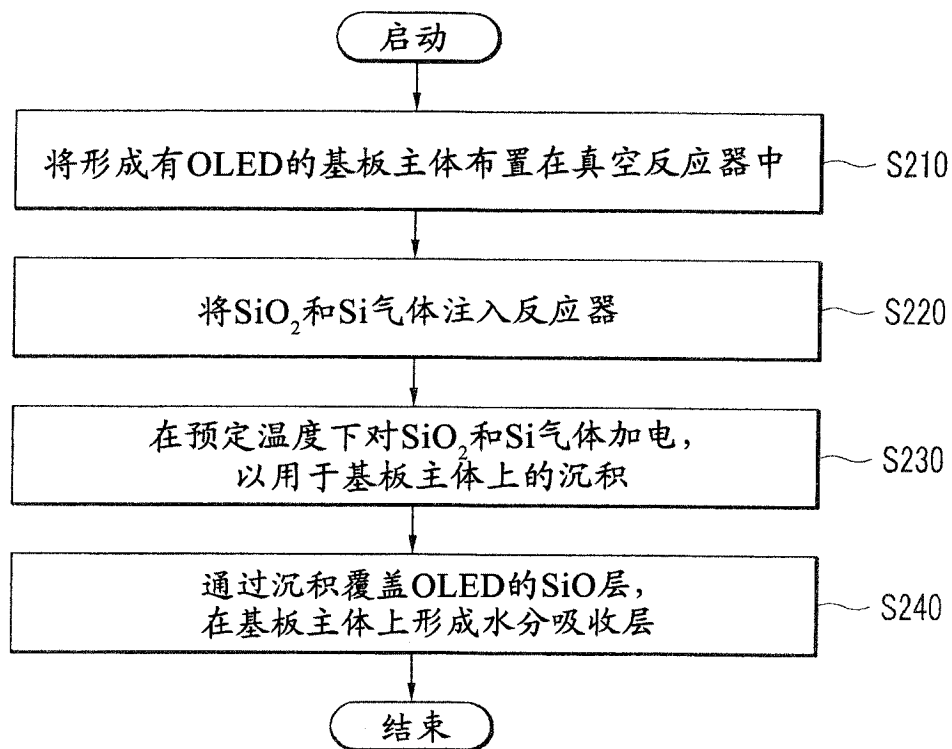 启动
将形成有OLED的基板主体布置在真空反应器中
S210
将SiO₂和Si气体注入反应器
S220
在预定温度下对SiO₂和Si气体加电，
以用于基板主体上的沉积
S230
通过沉积覆盖OLED的SiO层，
在基板主体上形成水分吸收层
S240
结束